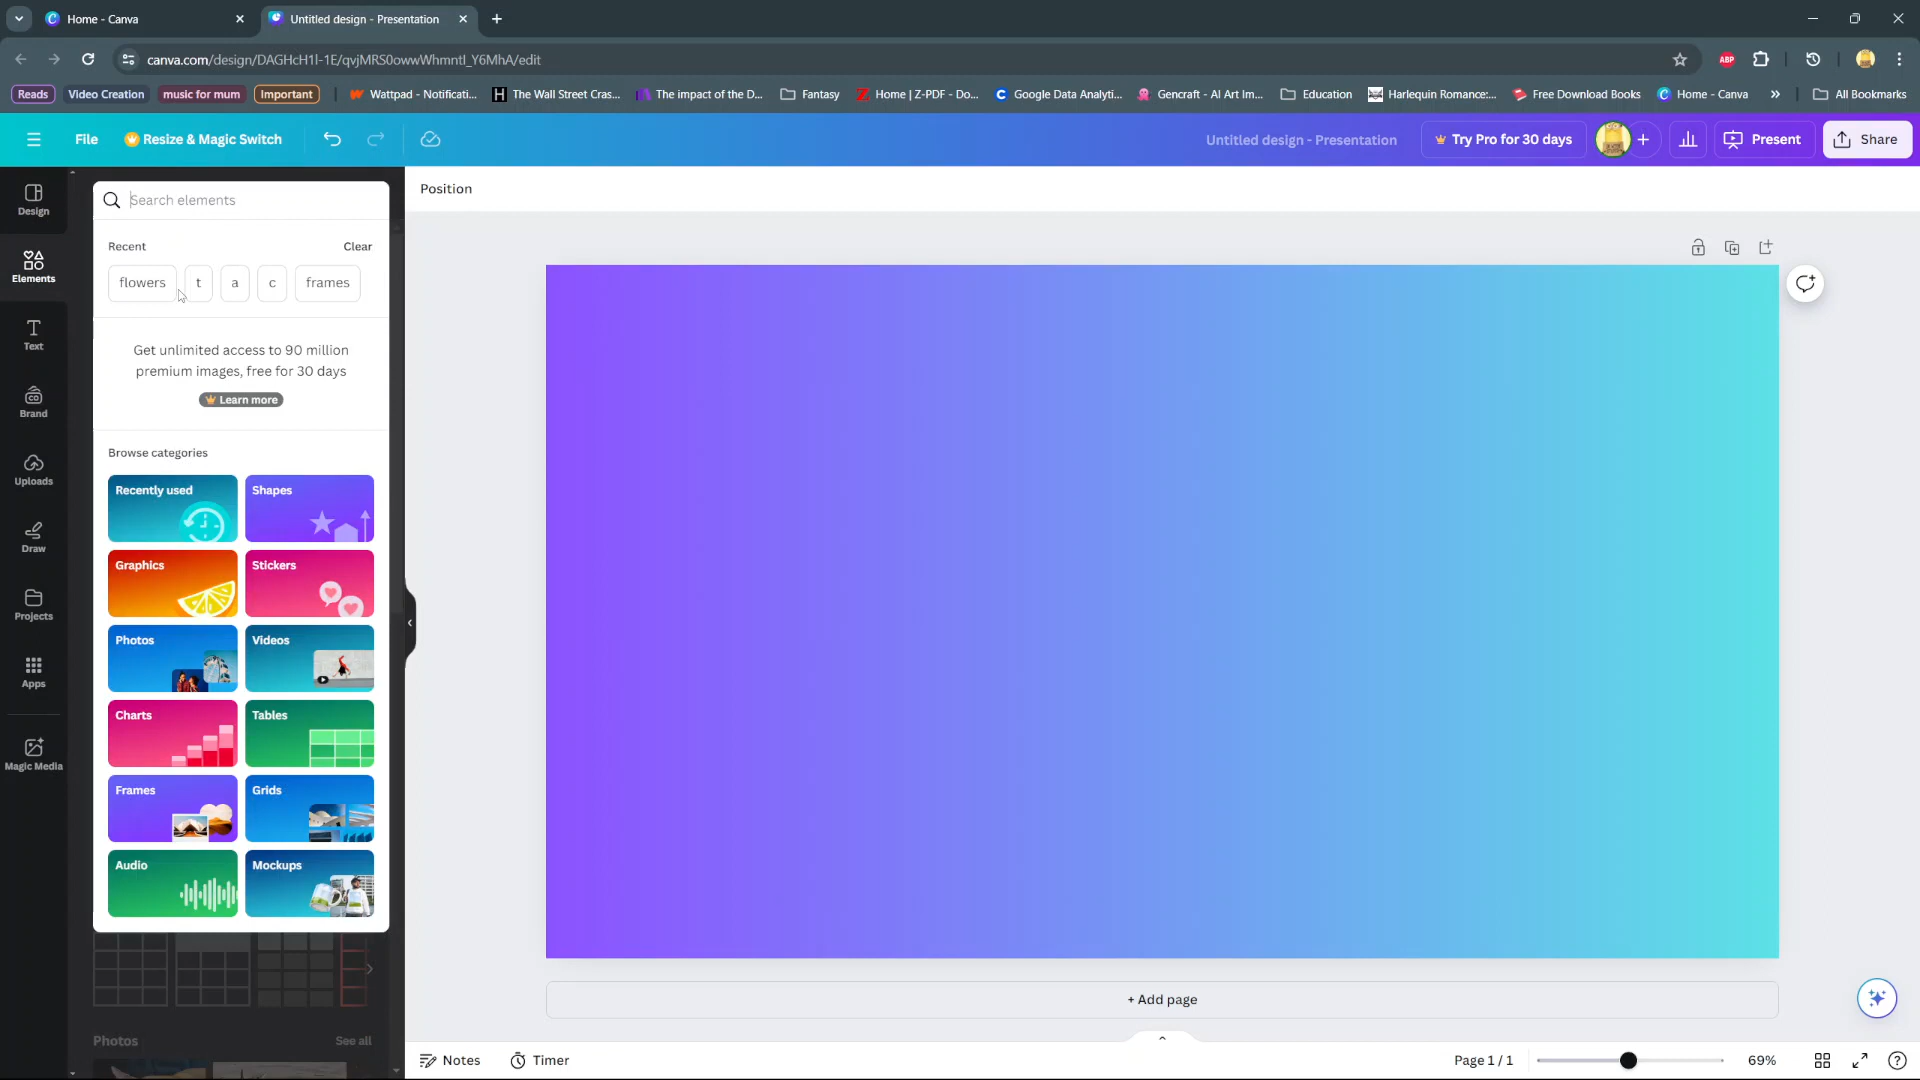 Home - Canva
Untitled design - Presentation
canva.com/design/DAGHcH1I-1E/qvjMRS0owwWhmntI_Y6MhA/edit
ABP
Reads
Video Creation
music for mum
Important
Wattpad - Notificati...
The Wall Street Cras...
The impact of the D...
Fantasy
Home | Z-PDF - Do...
Google Data Analyti...
Gencraft - AI Art Im...
Education
Harlequin Romance:...
Free Download Books
Home - Canva
All Bookmarks
File
Resize & Magic Switch
Untitled design - Presentation
Try Pro for 30 days
Present
Share
Design
Elements
Text
Brand
Uploads
Draw
Projects
Apps
Magic Media
Search elements
Position
Recent
Clear
flowers
t
a
c
frames
Get unlimited access to 90 million
premium images, free for 30 days
Learn more
Browse categories
Recently used
Shapes
Graphics
Stickers
Photos
Videos
Charts
Tables
Frames
Grids
Audio
Mockups
Photos
See all
+ Add page
Notes
Timer
Page 1 / 1
69%